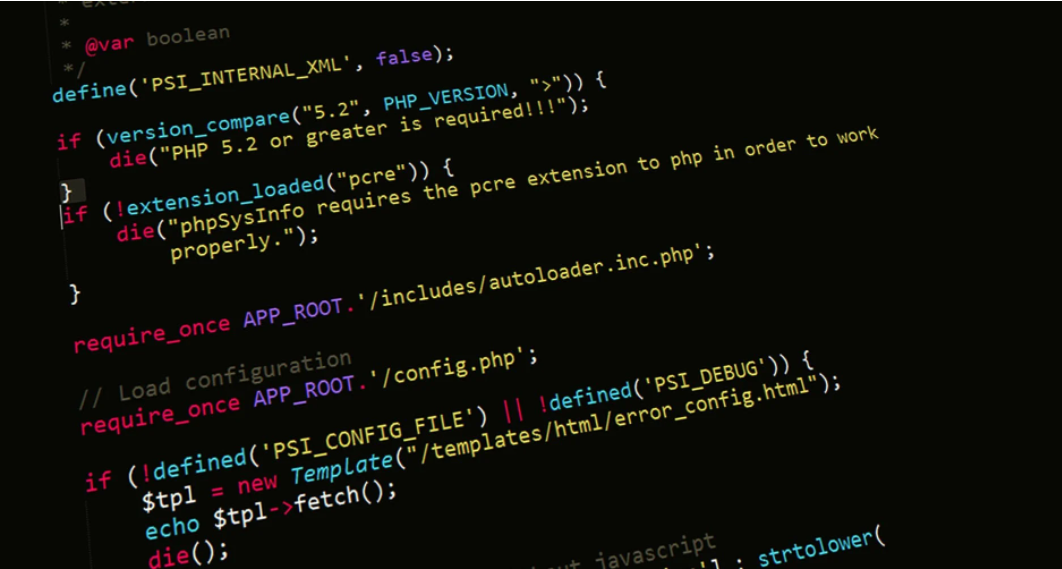 *
* @var boolean
*/
define('PSI_INTERNAL_XML', false);
if (version_compare("5.2", PHP_VERSION, ">")) {
die("PHP 5.2 or greater is required!!!");
}
if (!extension_loaded("pcre")) {
die("phpSysInfo requires the pcre extension to php in order to work
properly.");
}
require_once APP_ROOT.'/includes/autoloader.inc.php';
// Load configuration
require_once APP_ROOT.'/config.php';
if (!defined('PSI_CONFIG_FILE') || !defined('PSI_DEBUG')) {
$tpl = new Template("/templates/html/error_config.html");
echo $tpl->fetch();
die();
javascript
strtolower(